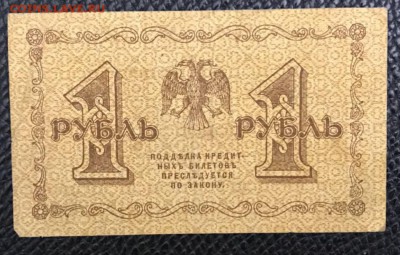 1 РУБЛЬ
1 РУБЛЬ
ПОДДѢЛКА КРЕДИТ-
НЫХЪ БИЛЕТОВЪ
ПРЕСЛѢДУЕТСЯ
ПО ЗАКОНУ.